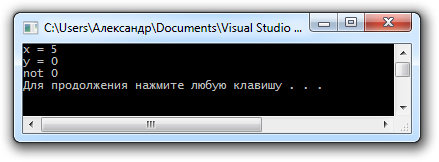 C:\Users\Александр\Documents\Visual Studio ...
x = 5
y = 0
not 0
Для продолжения нажмите любую клавишу . . .